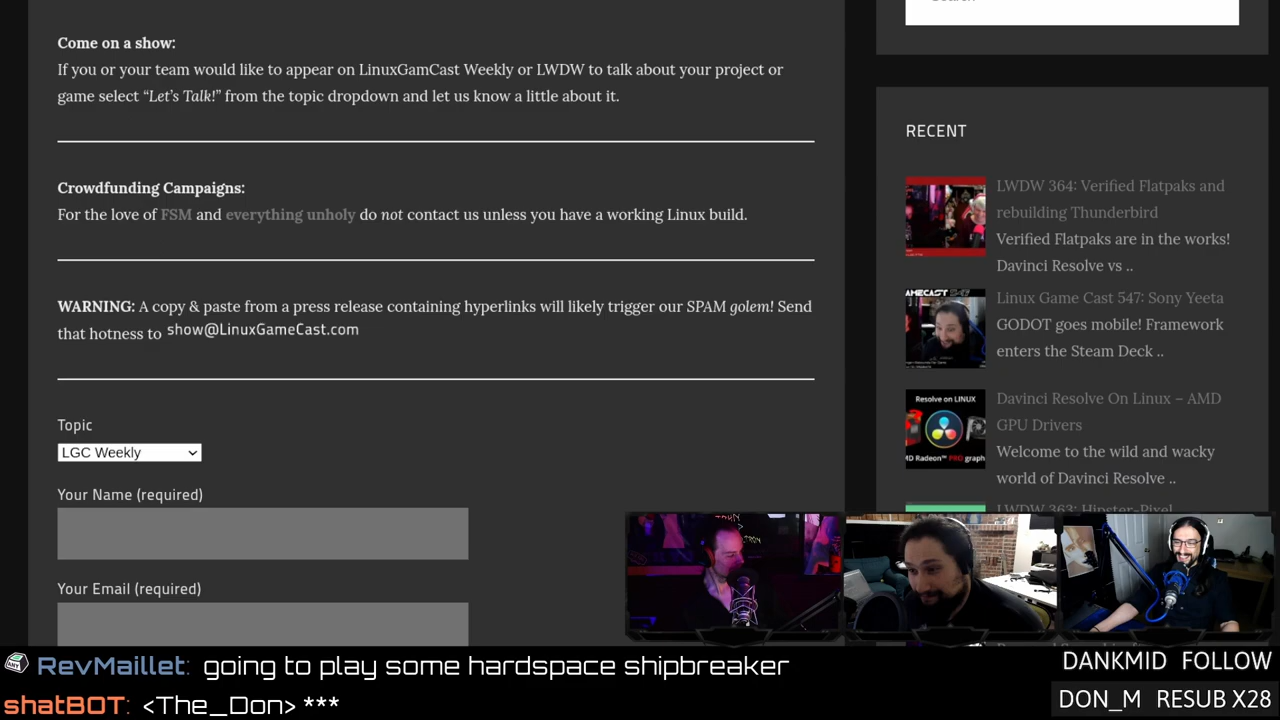 Come on a show:
If you or your team would like to appear on LinuxGamCast Weekly or LWDW to talk about your project or
game select “Let’s Talk!” from the topic dropdown and let us know a little about it.
Crowdfunding Campaigns:
For the love of FSM and everything unholy do not contact us unless you have a working Linux build.
WARNING: A copy & paste from a press release containing hyperlinks will likely trigger our SPAM golem! Send
that hotness to show@LinuxGameCast.com
Topic
LGC Weekly
Your Name (required)
Your Email (required)
RECENT
LWDW 364: Verified Flatpaks and
rebuilding Thunderbird
Verified Flatpaks are in the works!
Davinci Resolve vs ..
Linux Game Cast 547: Sony Yeeta
GODOT goes mobile! Framework
enters the Steam Deck ..
Resolve on LINUX
Davinci Resolve On Linux – AMD
GPU Drivers
Welcome to the wild and wacky
world of Davinci Resolve ..
LWDW 363: Hipster-Pixel
RevMaillet: going to play some hardspace shipbreaker
shatBOT: <The_Don> ***
DANKMID FOLLOW
DON_M RESUB X28